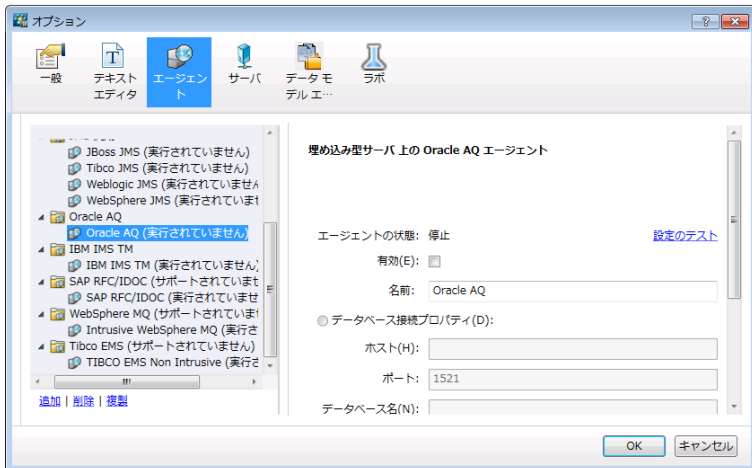 オプション
一般
テキスト
エディタ
エージェン
ト
サーバ
データ モ
デル エ…
ラボ
JBoss JMS (実行されていません)
Tibco JMS (実行されていません)
Weblogic JMS (実行されていませ
WebSphere JMS (実行されていませ
Oracle AQ
Oracle AQ (実行されていません)
IBM IMS TM
IBM IMS TM (実行されていません)
SAP RFC/IDOC (サポートされていませ
SAP RFC/IDOC (実行されていませ
WebSphere MQ (サポートされていませ
Intrusive WebSphere MQ (実行さ
Tibco EMS (サポートされていません)
TIBCO EMS Non Intrusive (実行さ
追加 | 削除 | 複製
埋め込み型サーバ 上の Oracle AQ エージェント
エージェントの状態: 停止
設定のテスト
有効(E):
名前: Oracle AQ
データベース接続プロパティ(D):
ホスト(H):
ポート: 1521
データベース名(N):
OK
キャンセル